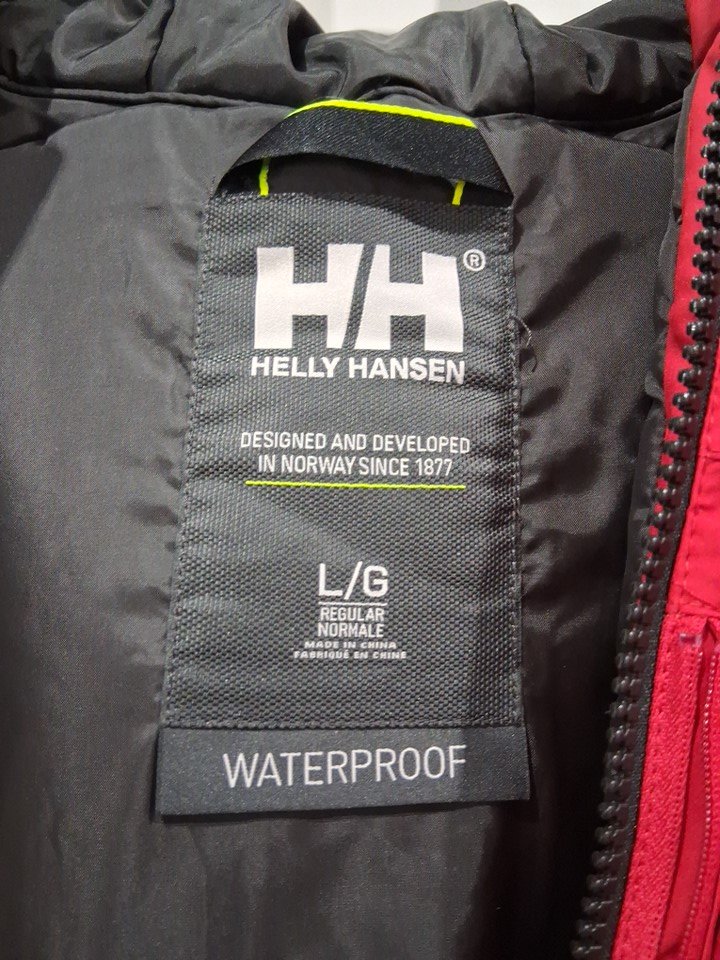 HH®
HELLY HANSEN
DESIGNED AND DEVELOPED
IN NORWAY SINCE 1877
L/G
REGULAR
NORMALE
MADE IN CHINA
FABRIQUÉ EN CHINE
WATERPROOF